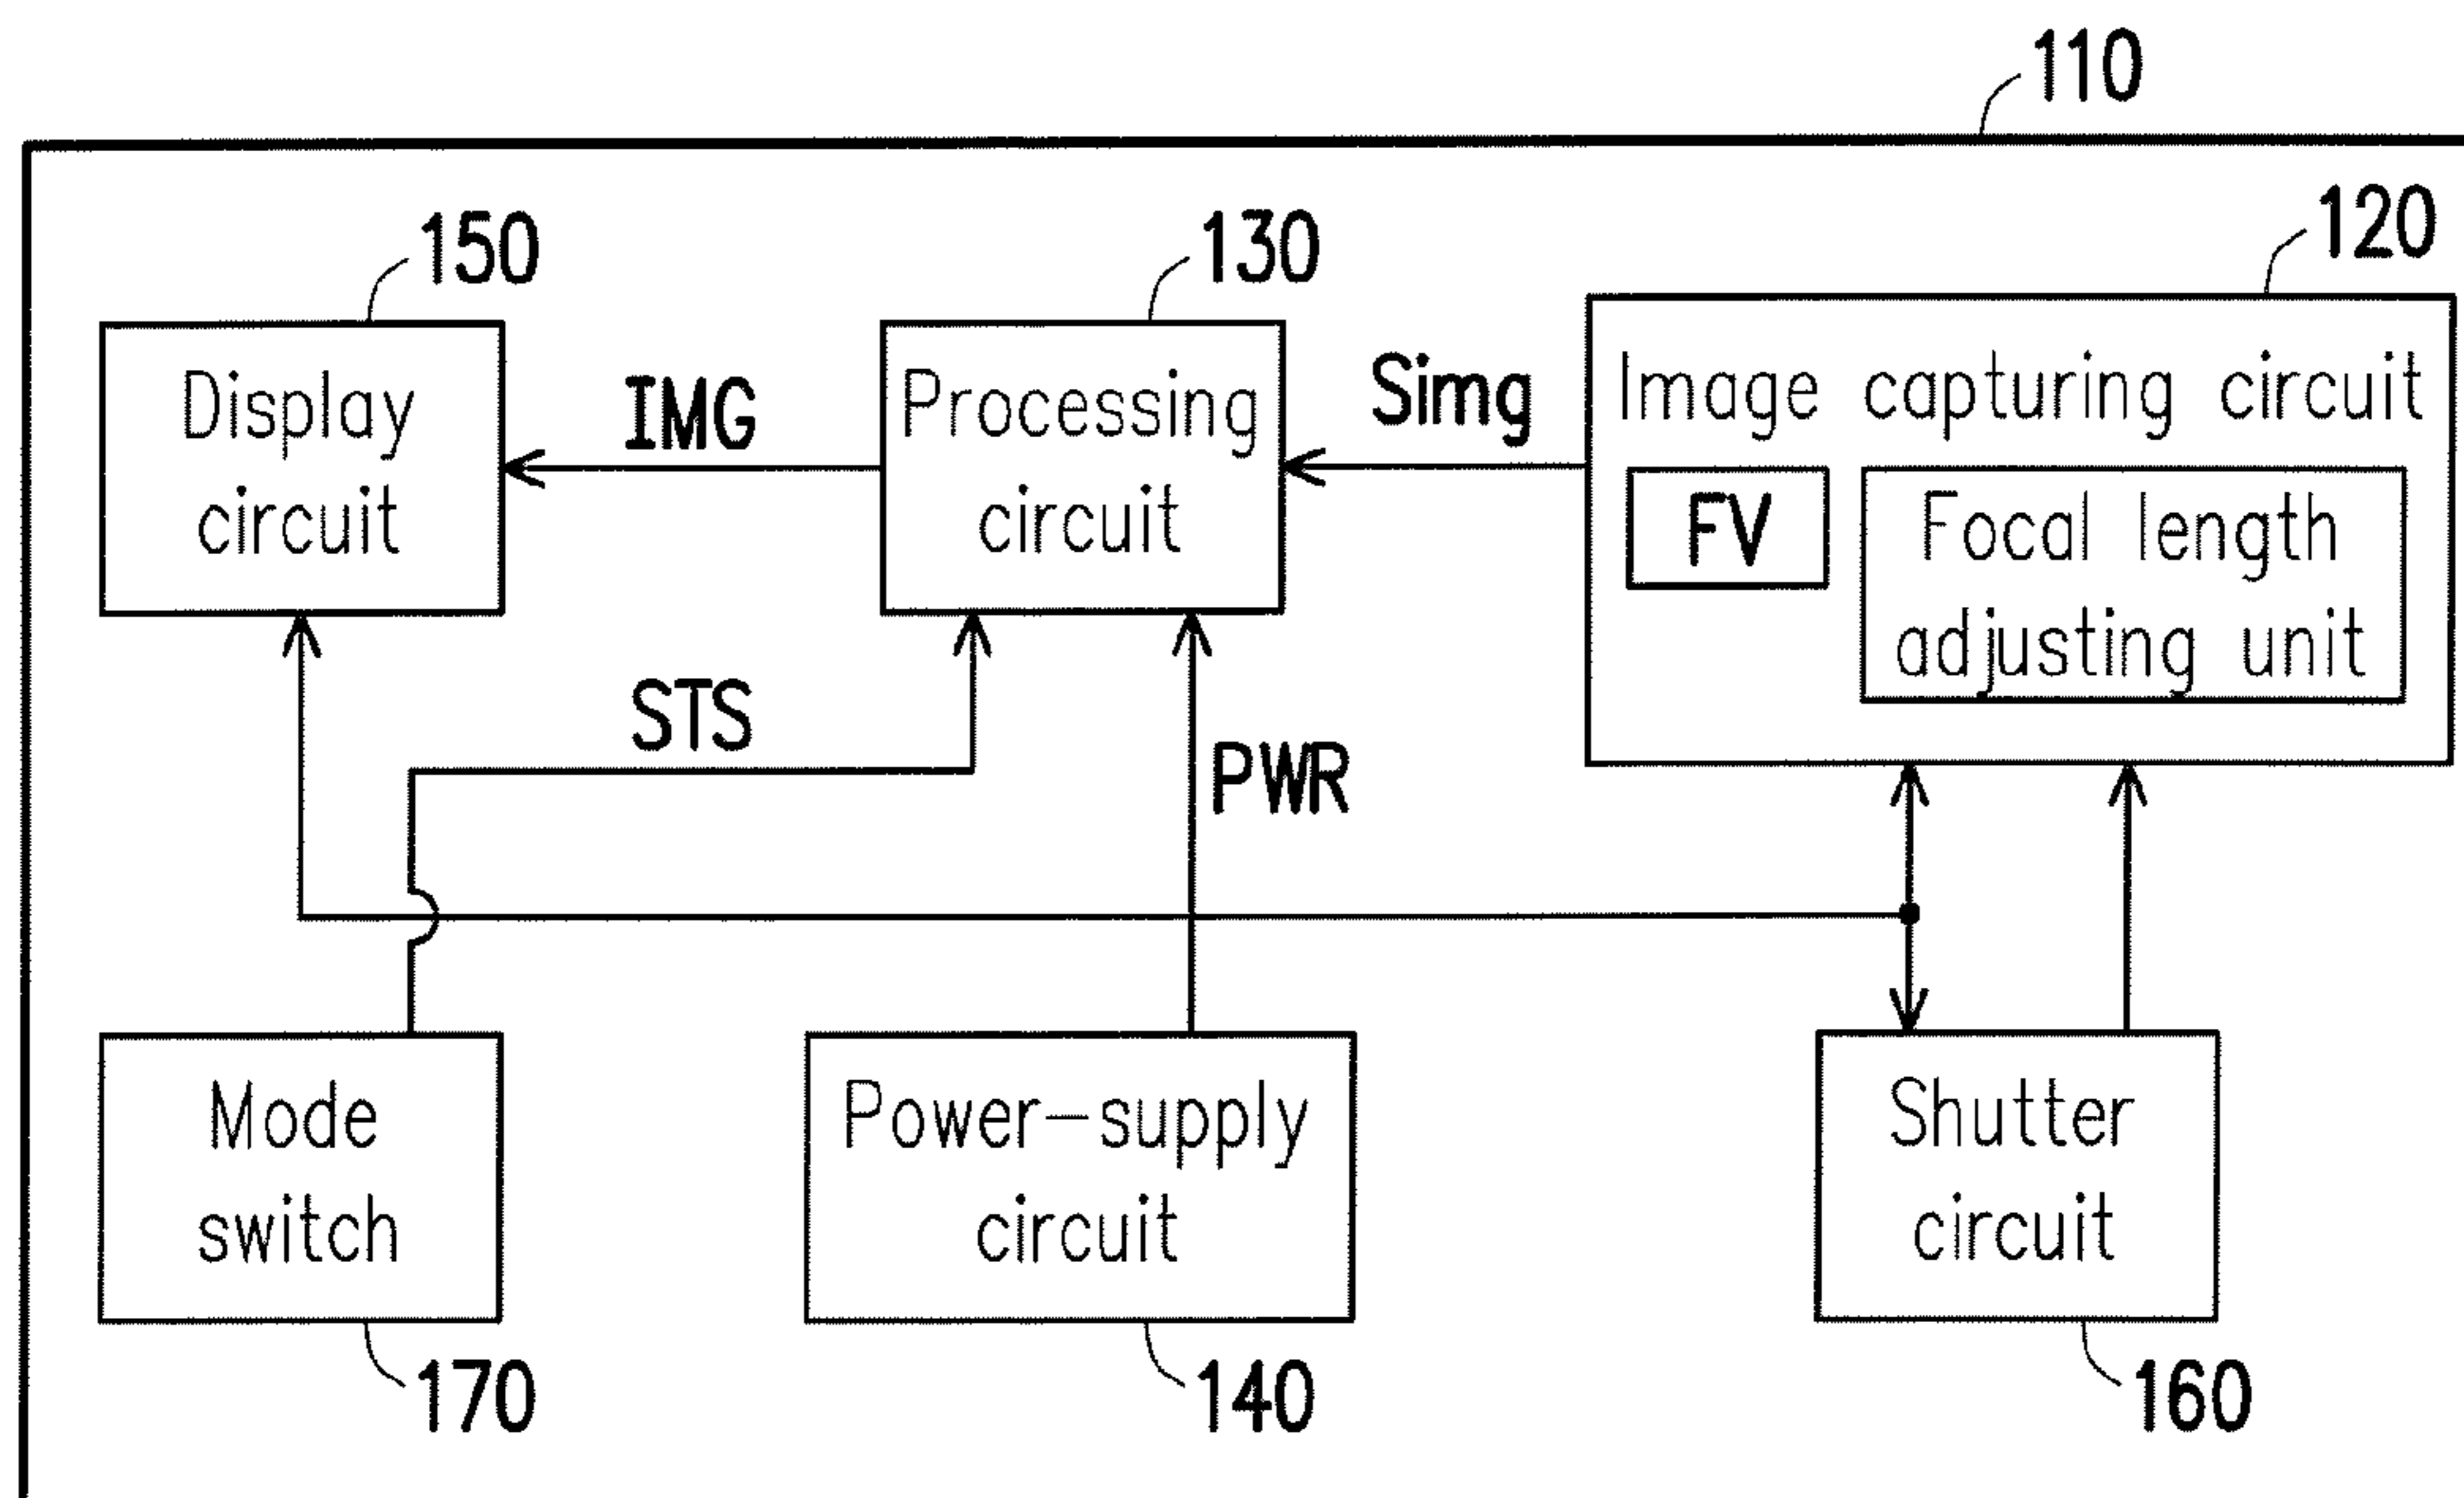 110
150
130
120
Display
circuit
IMG
Processing
circuit
Simg
Image capturing circuit
FV
Focal length
adjusting unit
STS
PWR
Mode
switch
Power-supply
circuit
Shutter
circuit
170
140
160